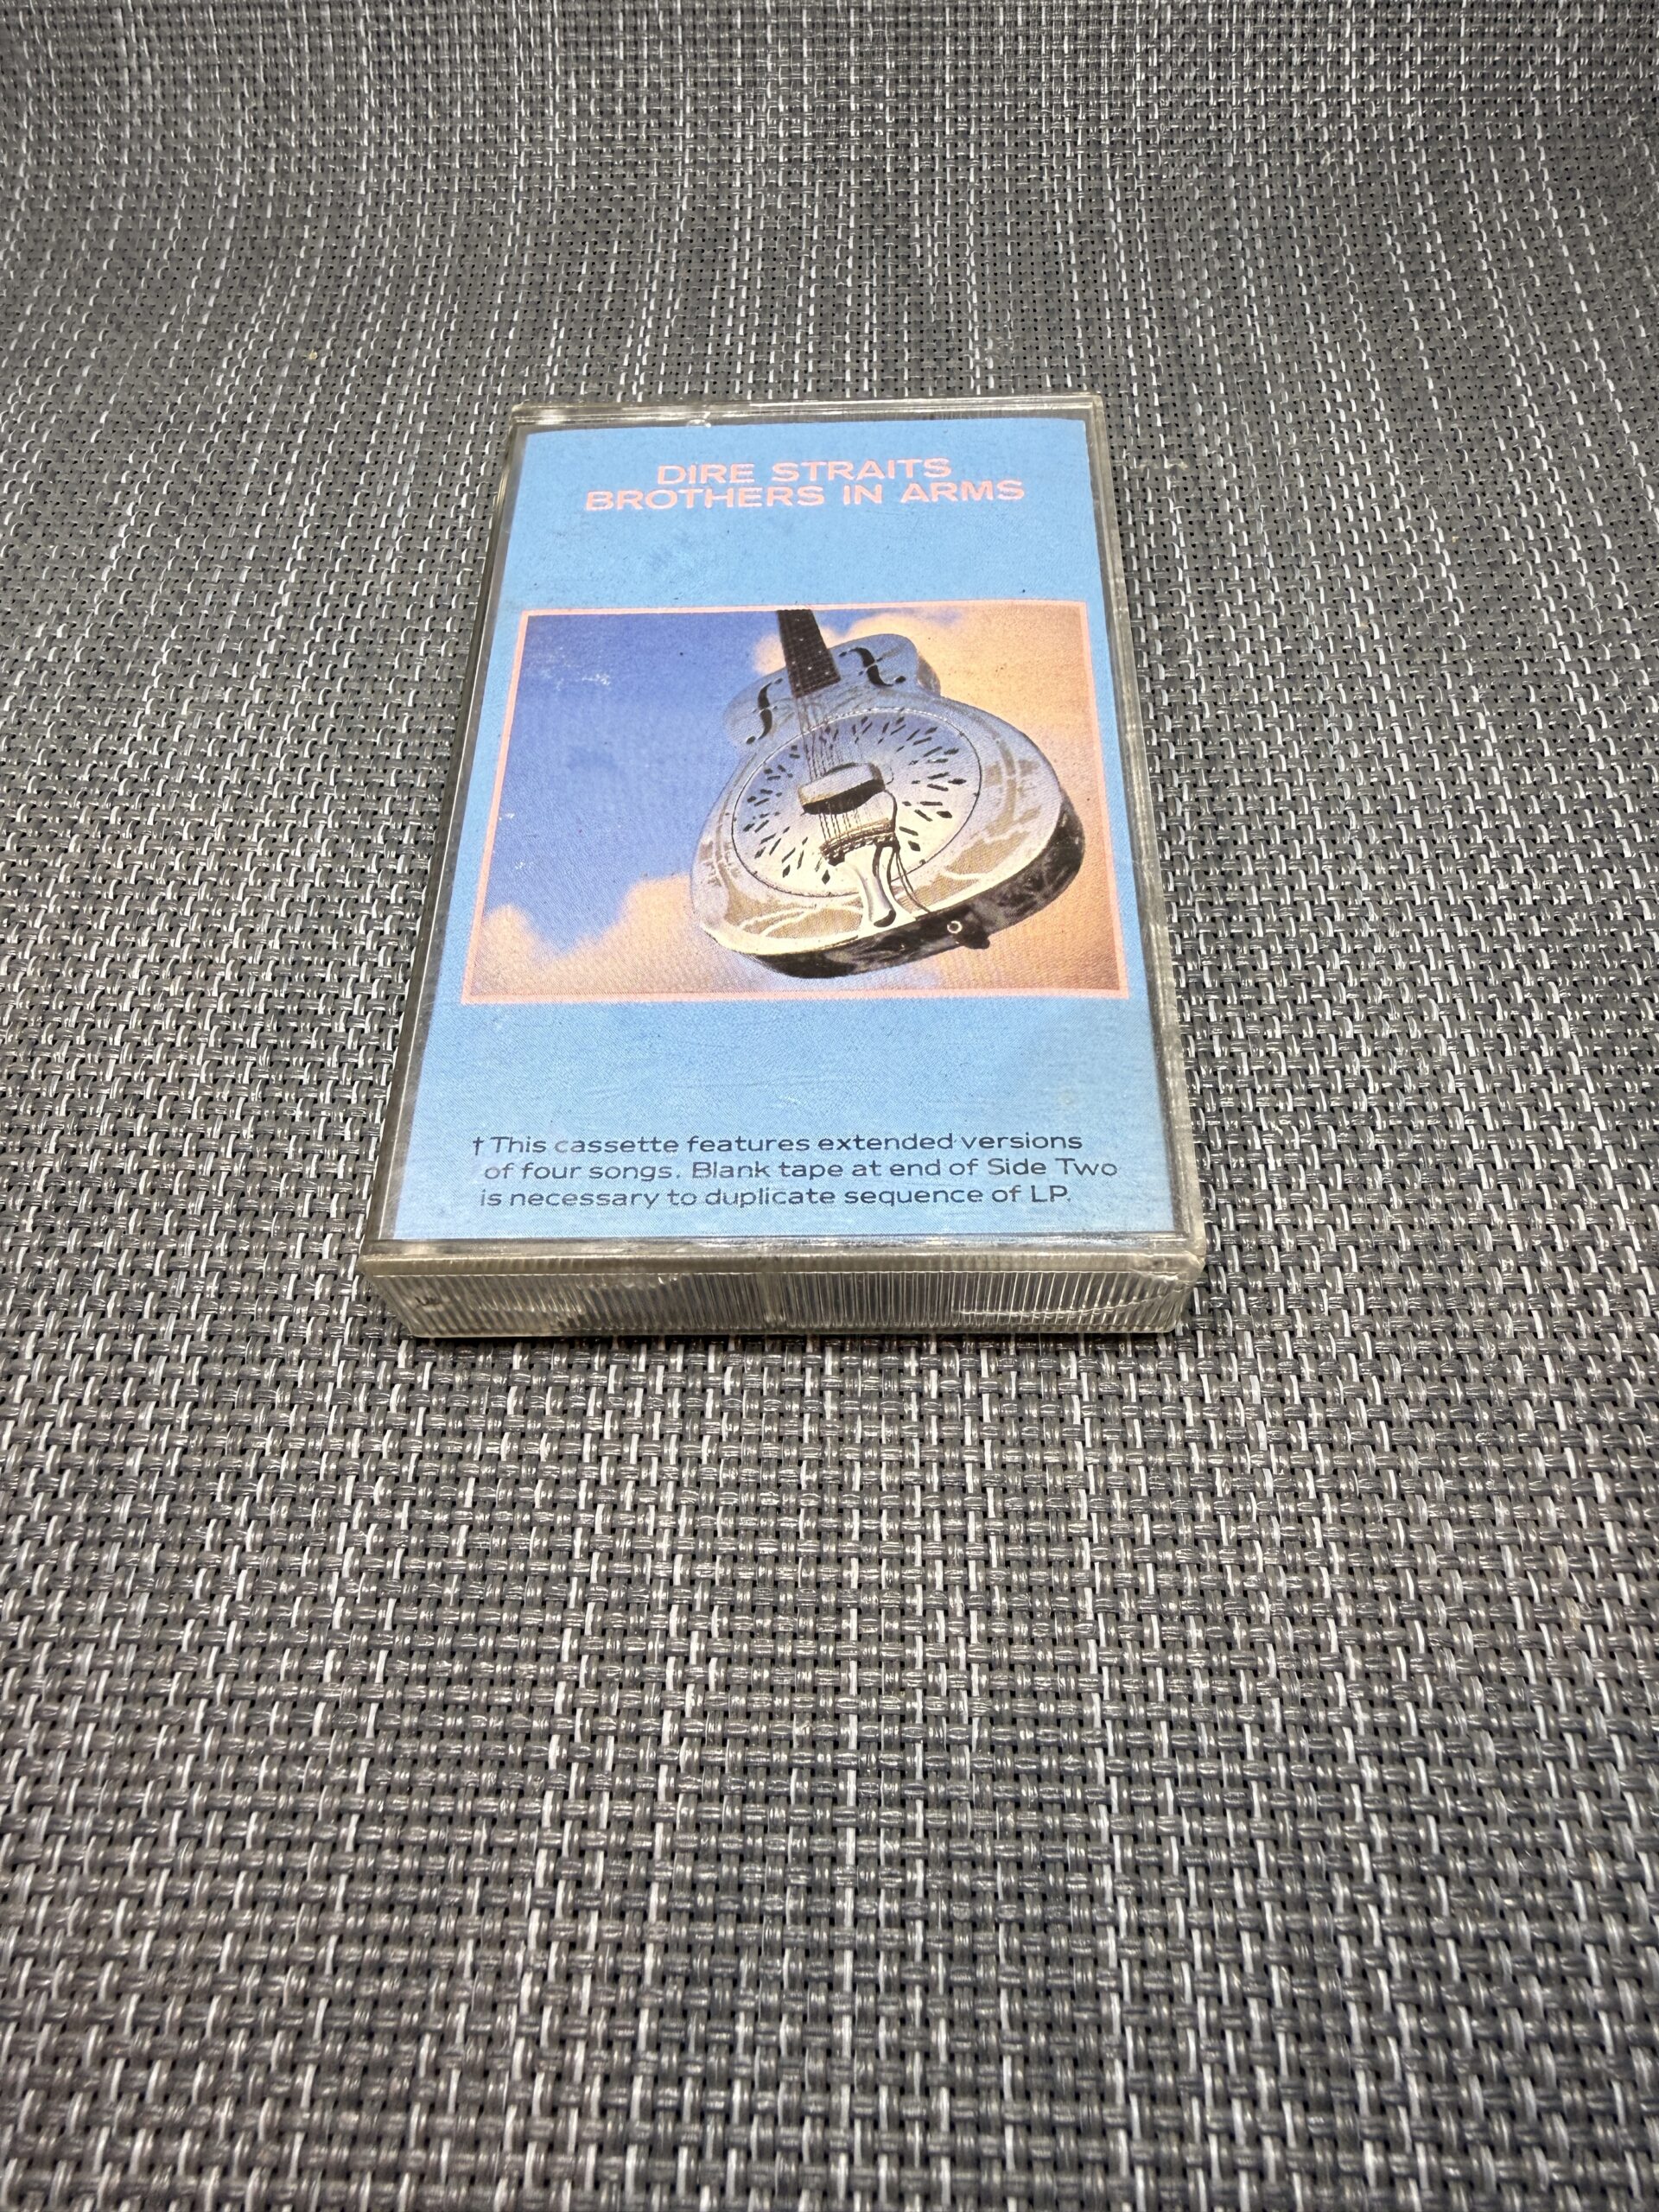 DIRE STRAITS
BROTHERS IN ARMS
† This cassette features extended versions
of four songs. Blank tape at end of Side Two
is necessary to duplicate sequence of LP.